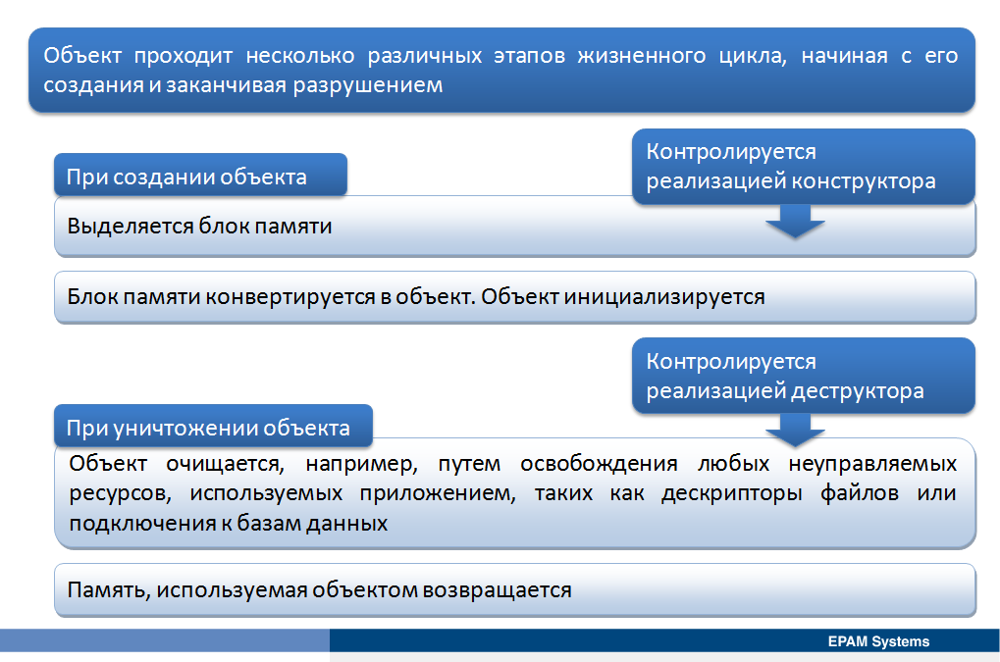 Объект проходит несколько различных этапов жизненного цикла, начиная с его
создания и заканчивая разрушением
Контролируется
реализацией конструктора
При создании объекта
Выделяется блок памяти
Блок памяти конвертируется в объект. Объект инициализируется
Контролируется
реализацией деструктора
При уничтожении объекта
Объект очищается, например, путем освобождения любых неуправляемых
ресурсов, используемых приложением, таких как дескрипторы файлов или
подключения к базам данных
Память, используемая объектом возвращается
EPAM Systems